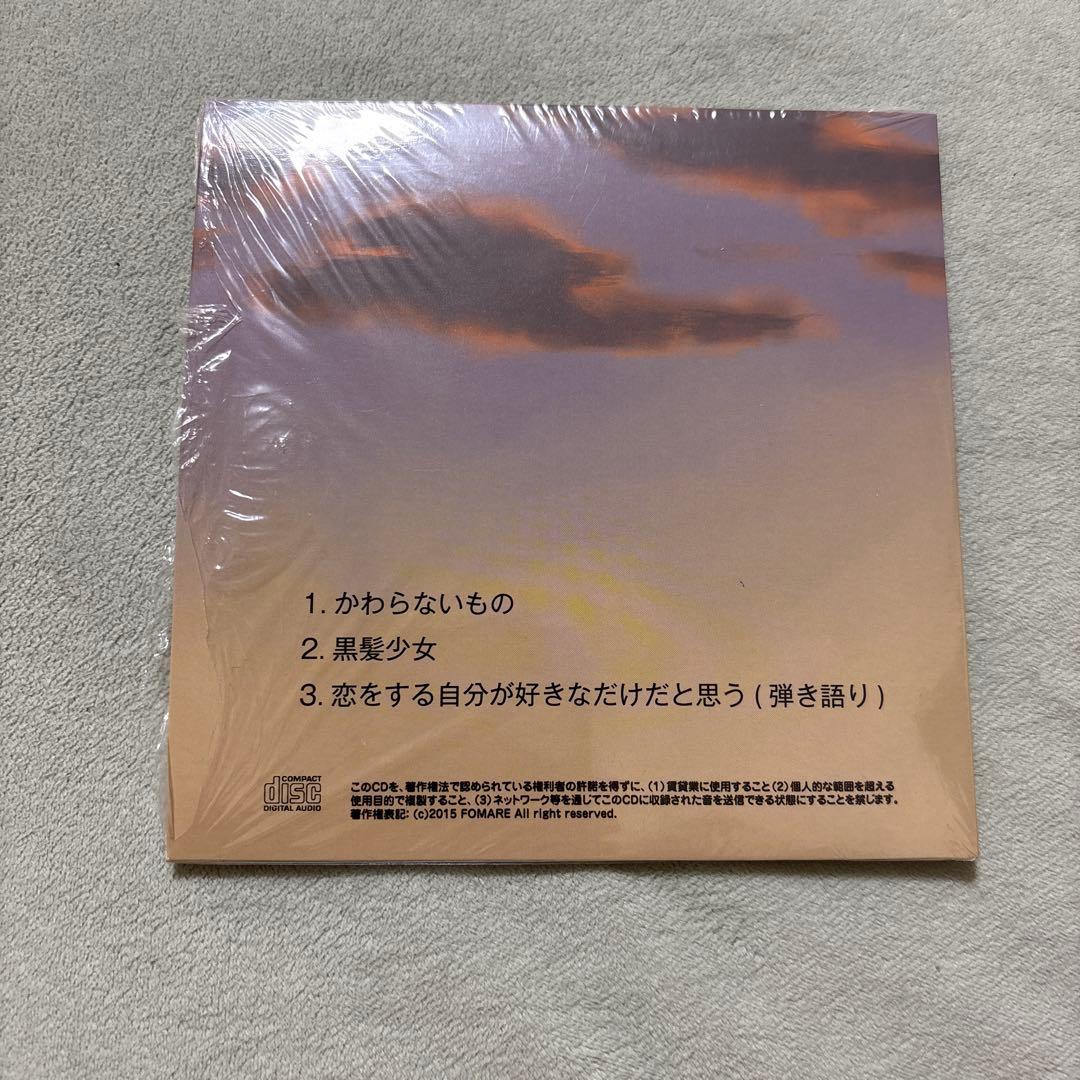 1. かわらないもの
2. 黒髪少女
3. 恋をする自分が好きなだけだと思う ( 弾き語り )
COMPACT
disc
DIGITAL AUDIO
このCDを、著作権法で認められている権利者の許諾を得ずに、(1)賃貸業に使用すること(2)個人的な範囲を超える
使用目的で複製すること、(3)ネットワーク等を通じてこのCDに収録された音を送信できる状態にすることを禁じます。
著作権表記: (c)2015 FOMARE All right reserved.